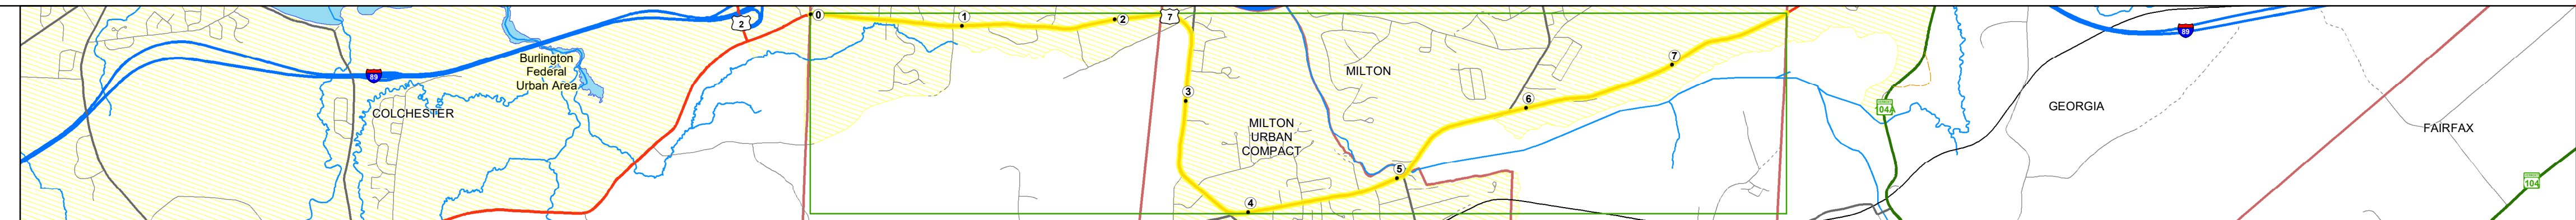 2
0
1
2
7
89
89
Burlington
Federal
Urban Area
COLCHESTER
3
MILTON
URBAN
COMPACT
4
5
MILTON
6
7
104A
GEORGIA
FAIRFAX
104